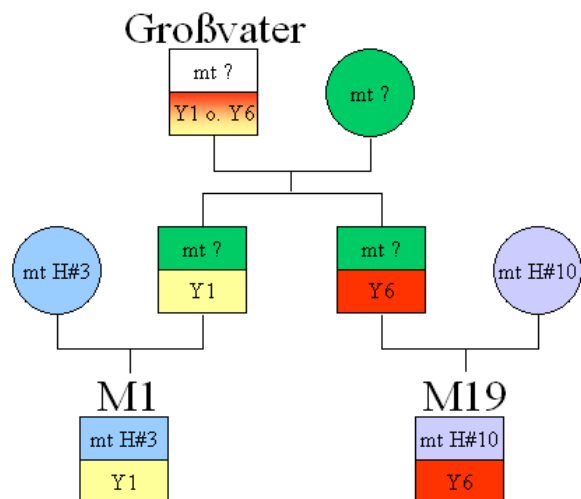 Großvater
mt ?
Y1 o. Y6
mt ?
mt H#3
mt ?
Y1
mt ?
Y6
mt H#10
M1
M19
mt H#3
Y1
mt H#10
Y6